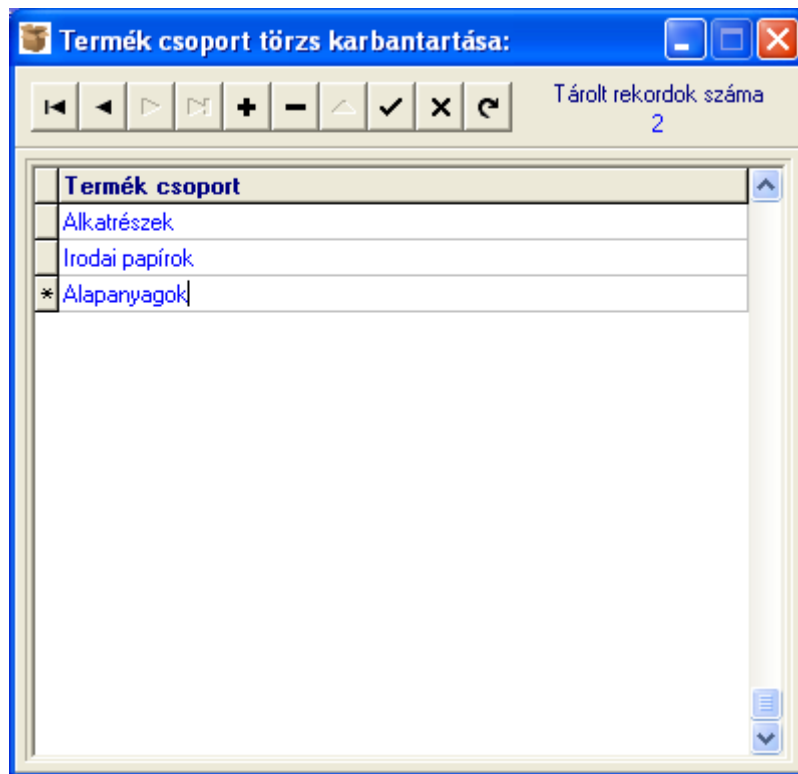 Termék csoport törzs karbantartása:
Tárolt rekordok száma
2
Termék csoport
Alkatrészek
Irodai papírok
* Alapanyagok